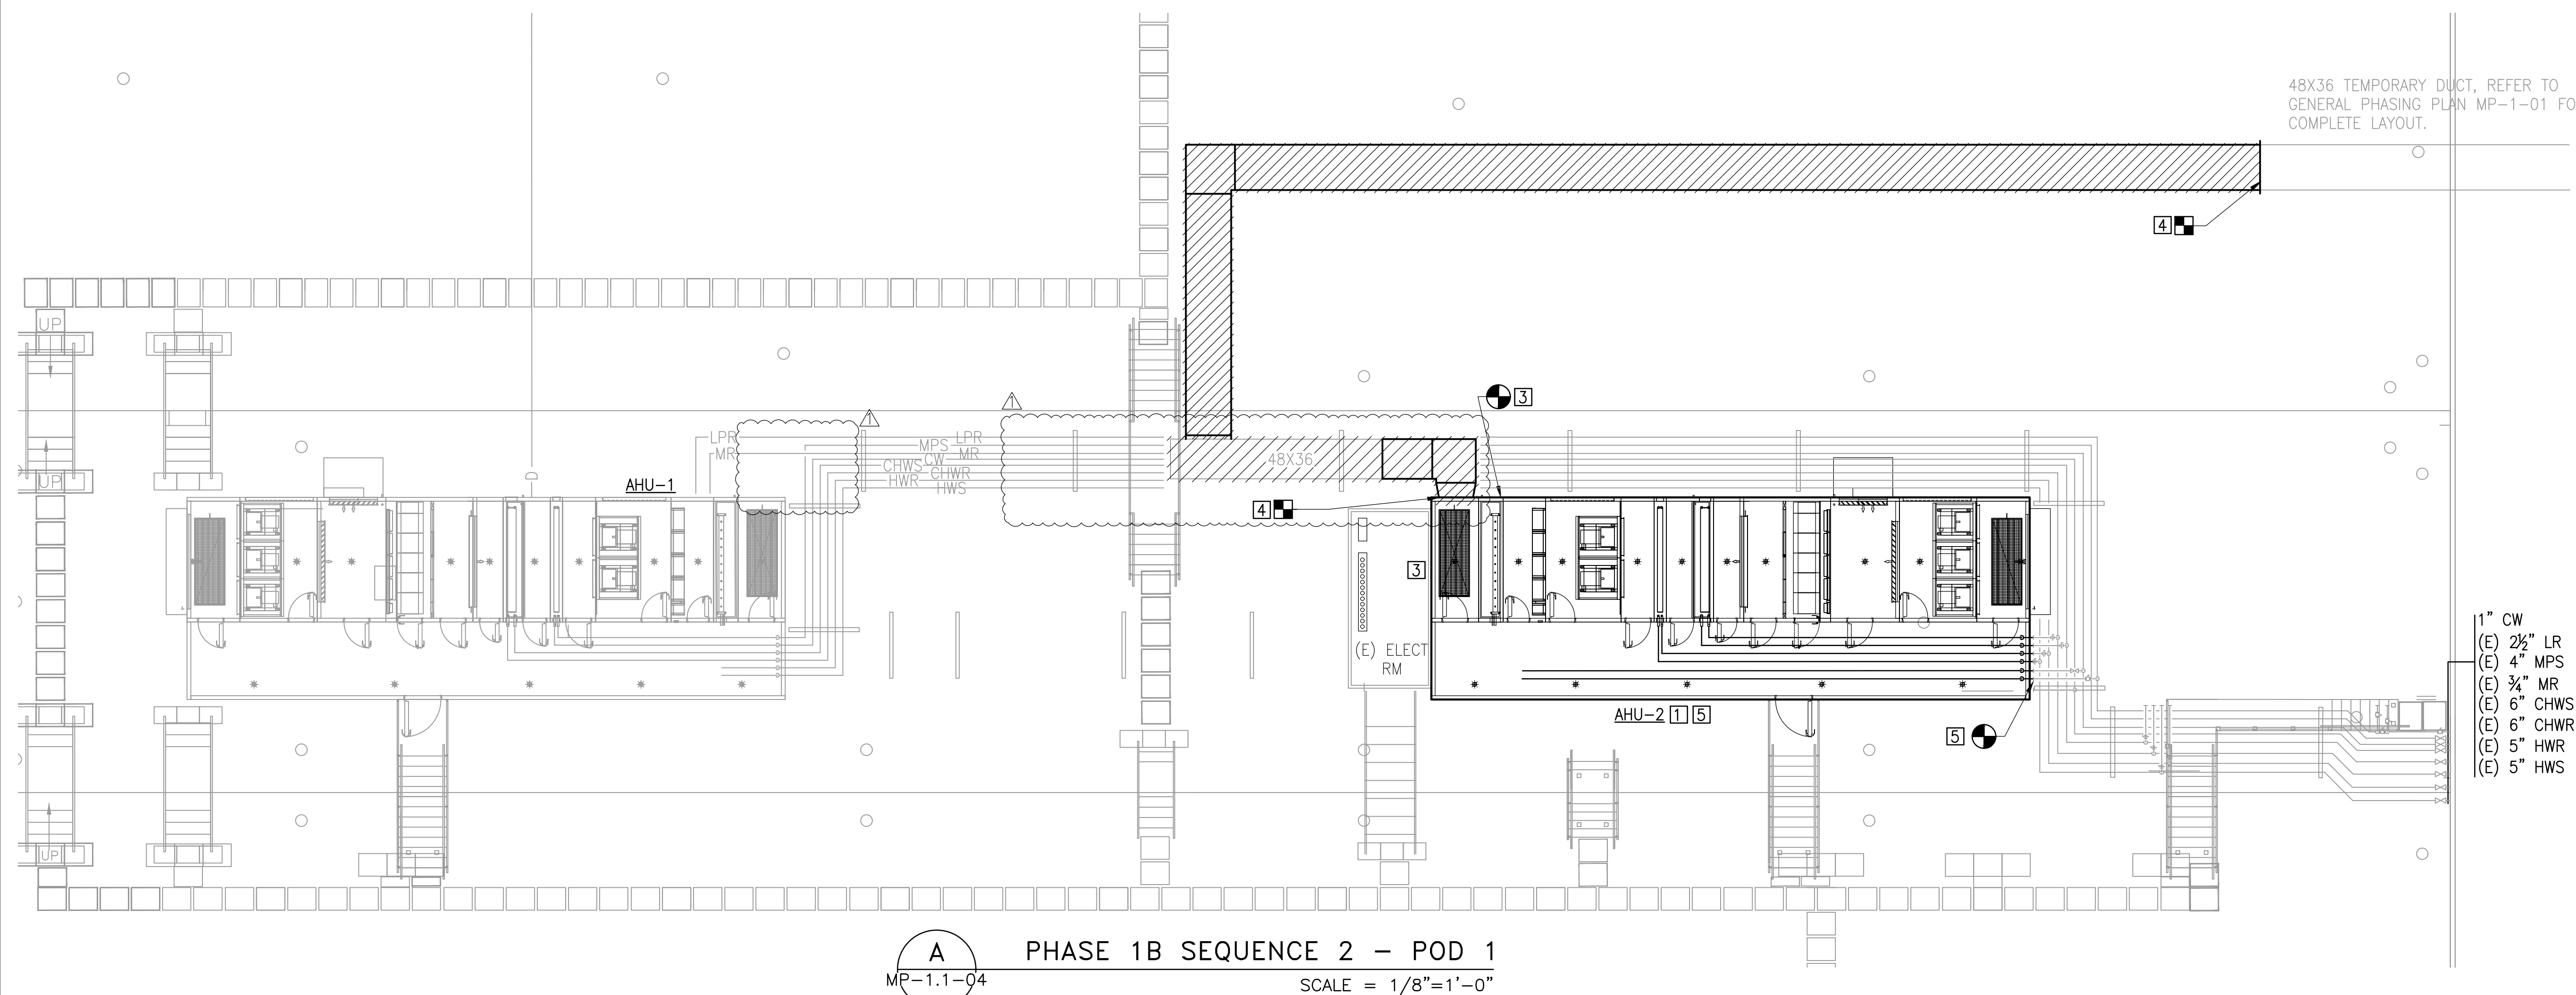 48X36 TEMPORARY DUCT, REFER TO
GENERAL PHASING PLAN MP-1-01 FO
COMPLETE LAYOUT.
4
UP
1
1
3
LPR
LPR
MPS
MR
CW
MR
CHWS
CHWR
HWR
HWS
48X36
UP
AHU-1
4
3
(E) ELECT
RM
1" CW
(E) 2½" LR
(E) 4" MPS
(E) ¾" MR
(E) 6" CHWS
(E) 6" CHWR
(E) 5" HWR
(E) 5" HWS
AHU-2 1 5
5
UP
A
MP-1.1-04
PHASE 1B SEQUENCE 2 - POD 1
SCALE = 1/8"=1'-0"